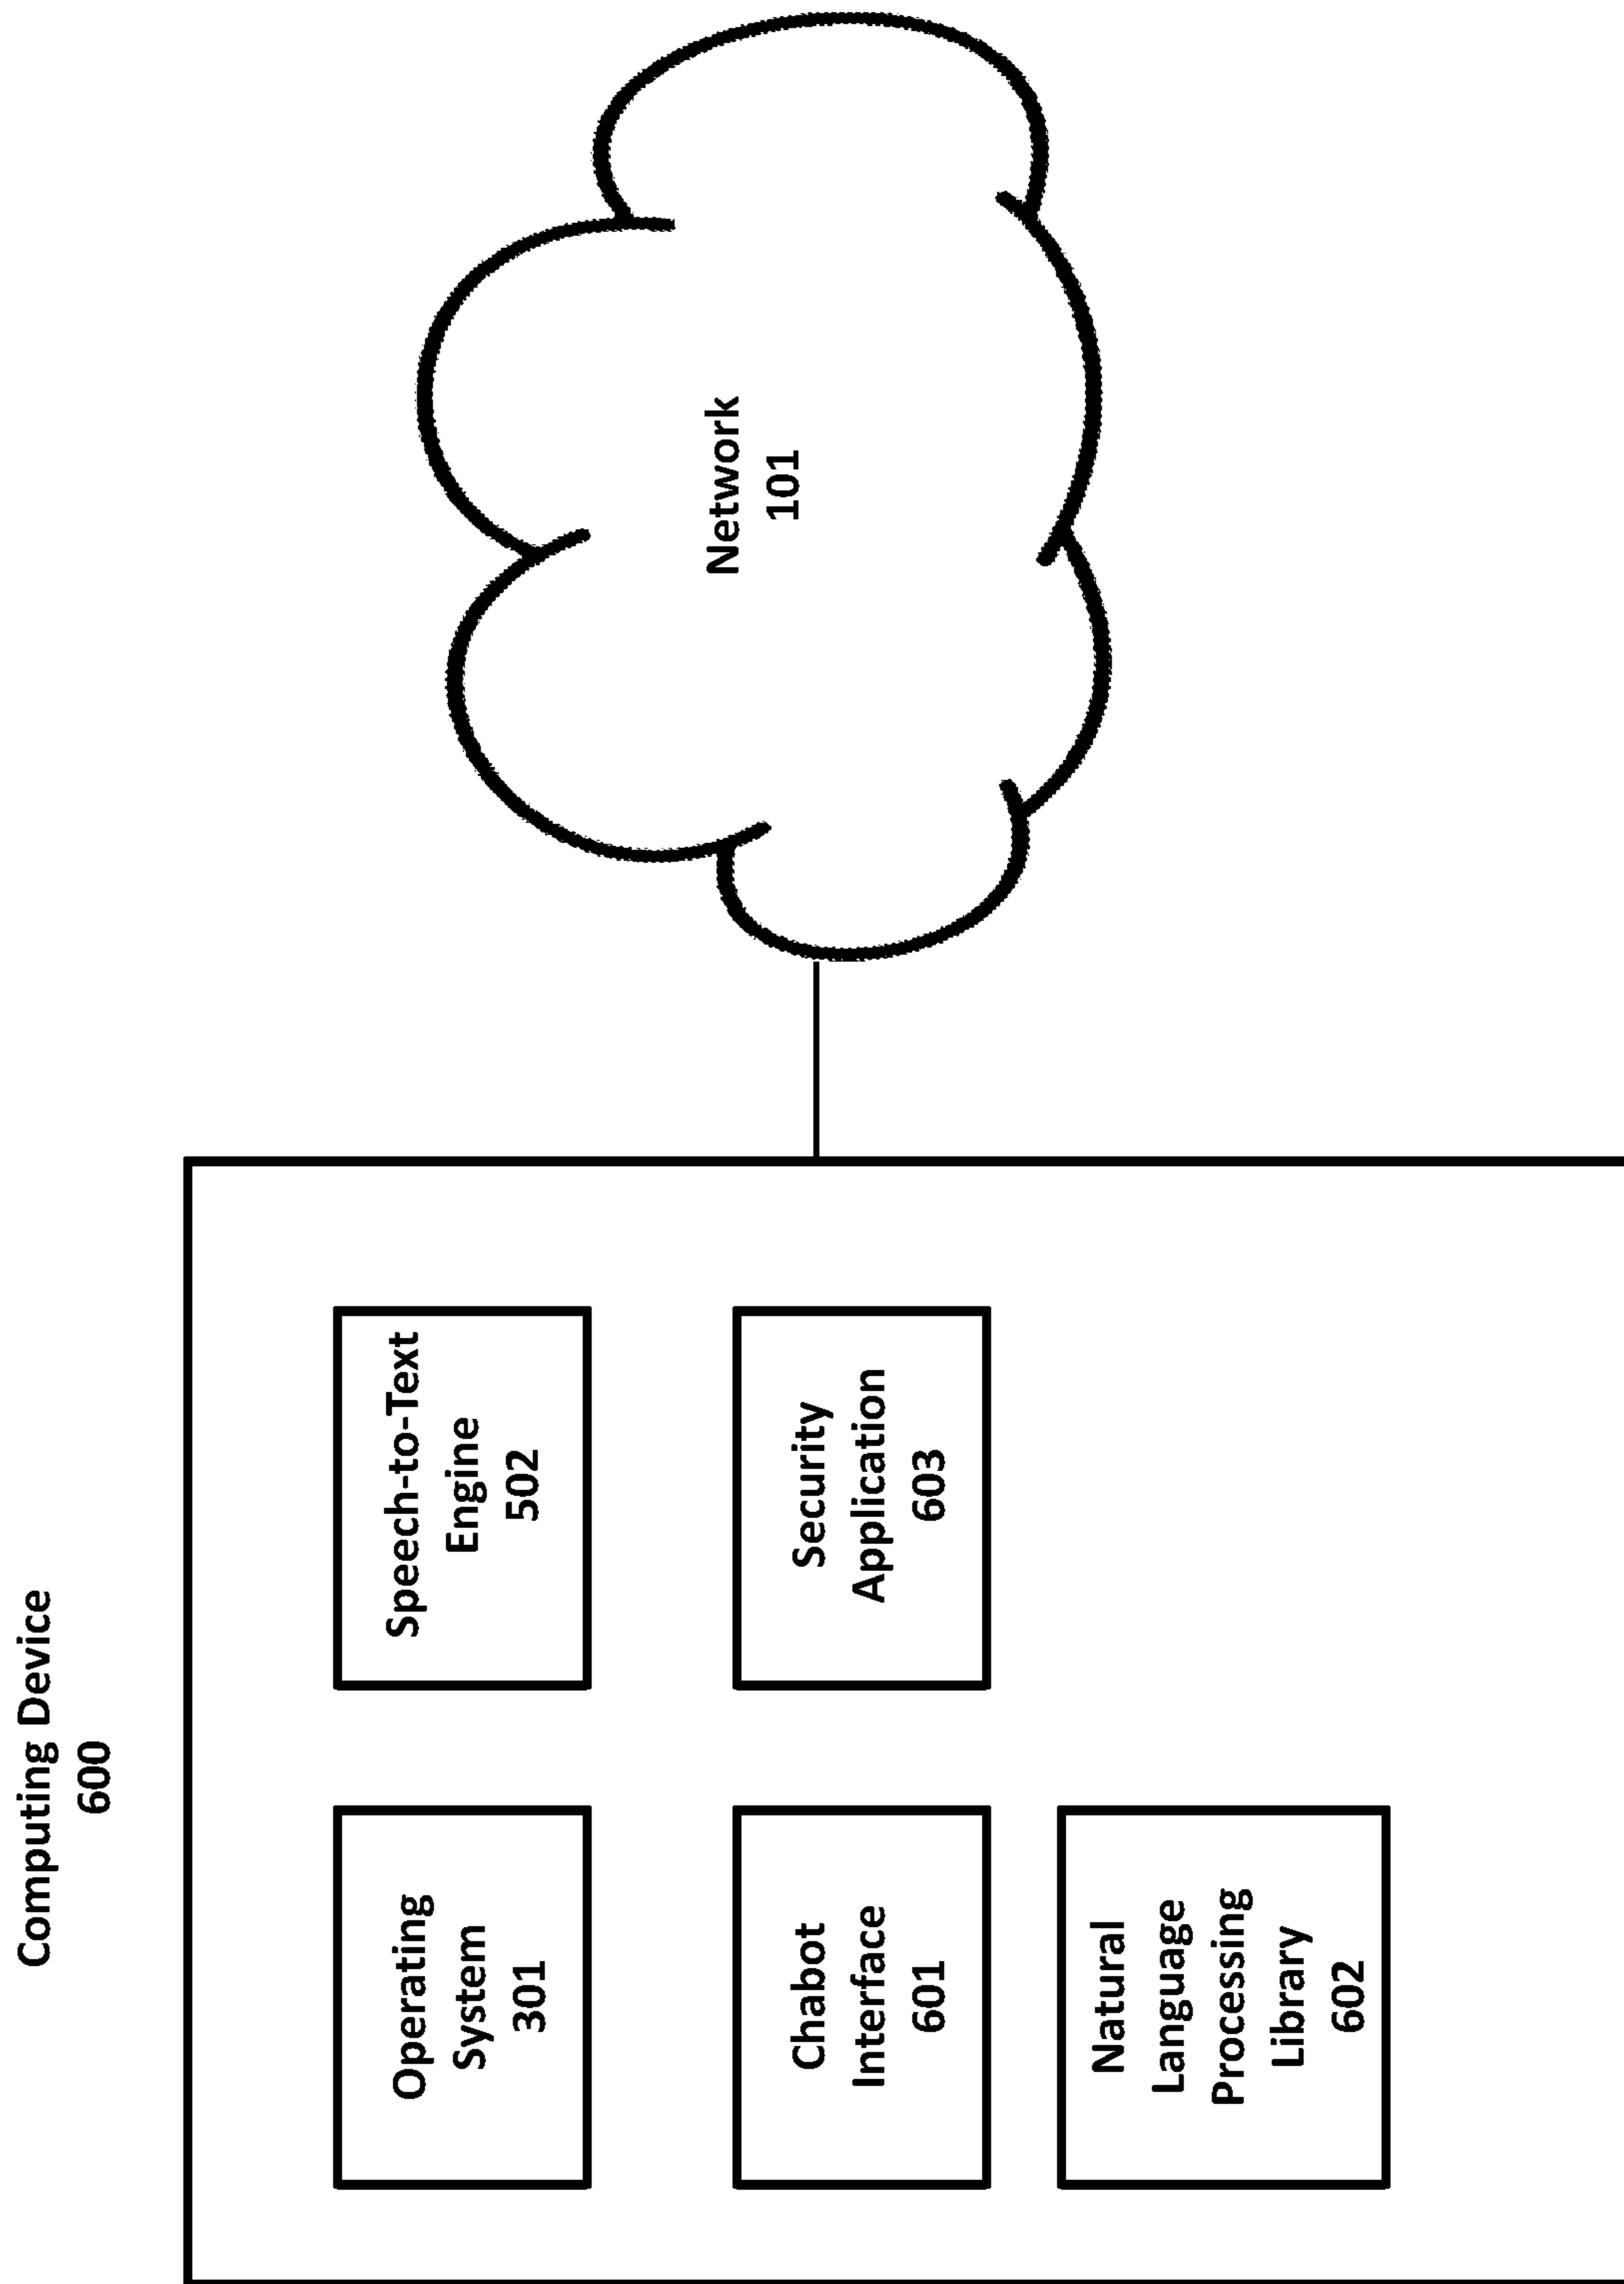 Computing Device
600
Operating
System
301
Speech-to-Text
Engine
502
Chabot
Interface
601
Security
Application
603
Natural
Language
Processing
Library
602
Network
101